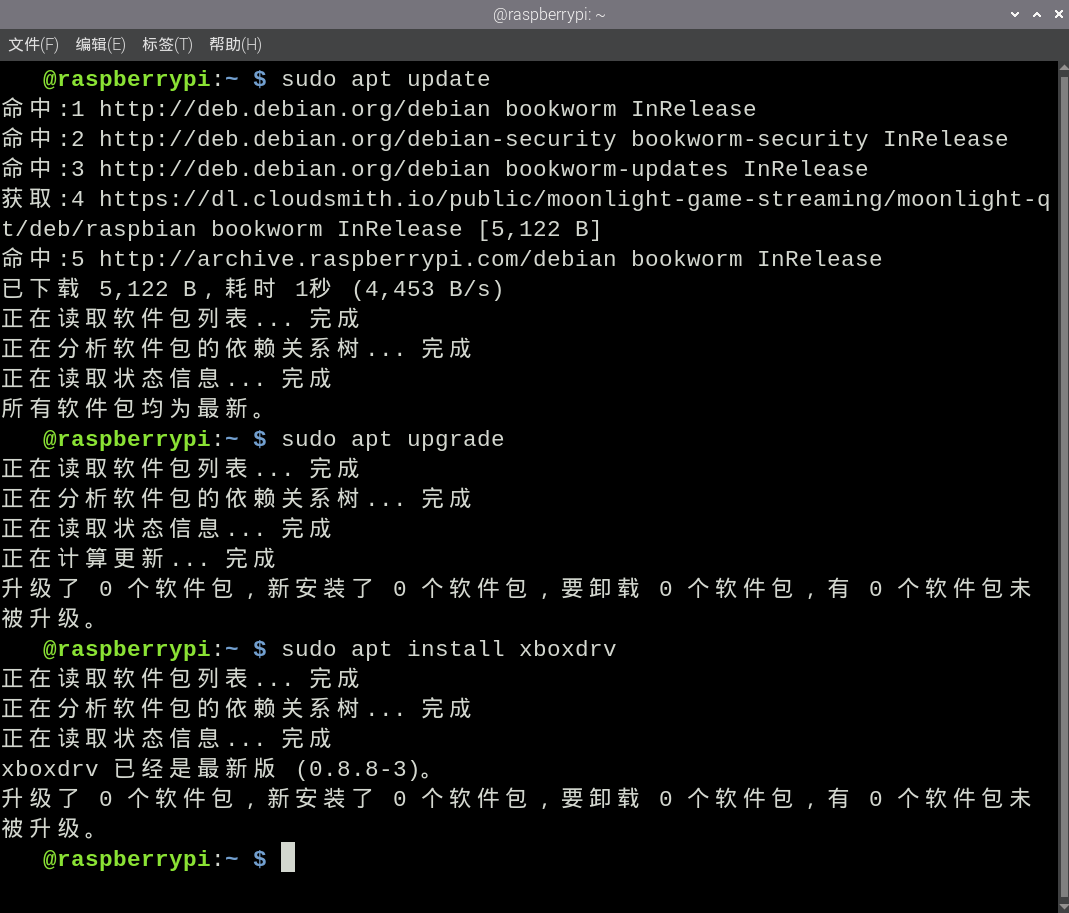 @raspberrypi: ~
文件(F) 编辑(E) 标签(T) 帮助(H)
@raspberrypi:~ $ sudo apt update
命中:1 http://deb.debian.org/debian bookworm InRelease
命中:2 http://deb.debian.org/debian-security bookworm-security InRelease
命中:3 http://deb.debian.org/debian bookworm-updates InRelease
获取:4 https://dl.cloudsmith.io/public/moonlight-game-streaming/moonlight-q
t/deb/raspbian bookworm InRelease [5,122 B]
命中:5 http://archive.raspberrypi.com/debian bookworm InRelease
已下载 5,122 B, 耗时 1秒 (4,453 B/s)
正在读取软件包列表... 完成
正在分析软件包的依赖关系树... 完成
正在读取状态信息... 完成
所有软件包均为最新。
@raspberrypi:~ $ sudo apt upgrade
正在读取软件包列表... 完成
正在分析软件包的依赖关系树... 完成
正在读取状态信息... 完成
正在计算更新... 完成
升级了 0 个软件包，新安装了 0 个软件包，要卸载 0 个软件包，有 0 个软件包未
被升级。
@raspberrypi:~ $ sudo apt install xboxdrv
正在读取软件包列表... 完成
正在分析软件包的依赖关系树... 完成
正在读取状态信息... 完成
xboxdrv 已经是最新版 (0.8.8-3)。
升级了 0 个软件包，新安装了 0 个软件包，要卸载 0 个软件包，有 0 个软件包未
被升级。
@raspberrypi:~ $